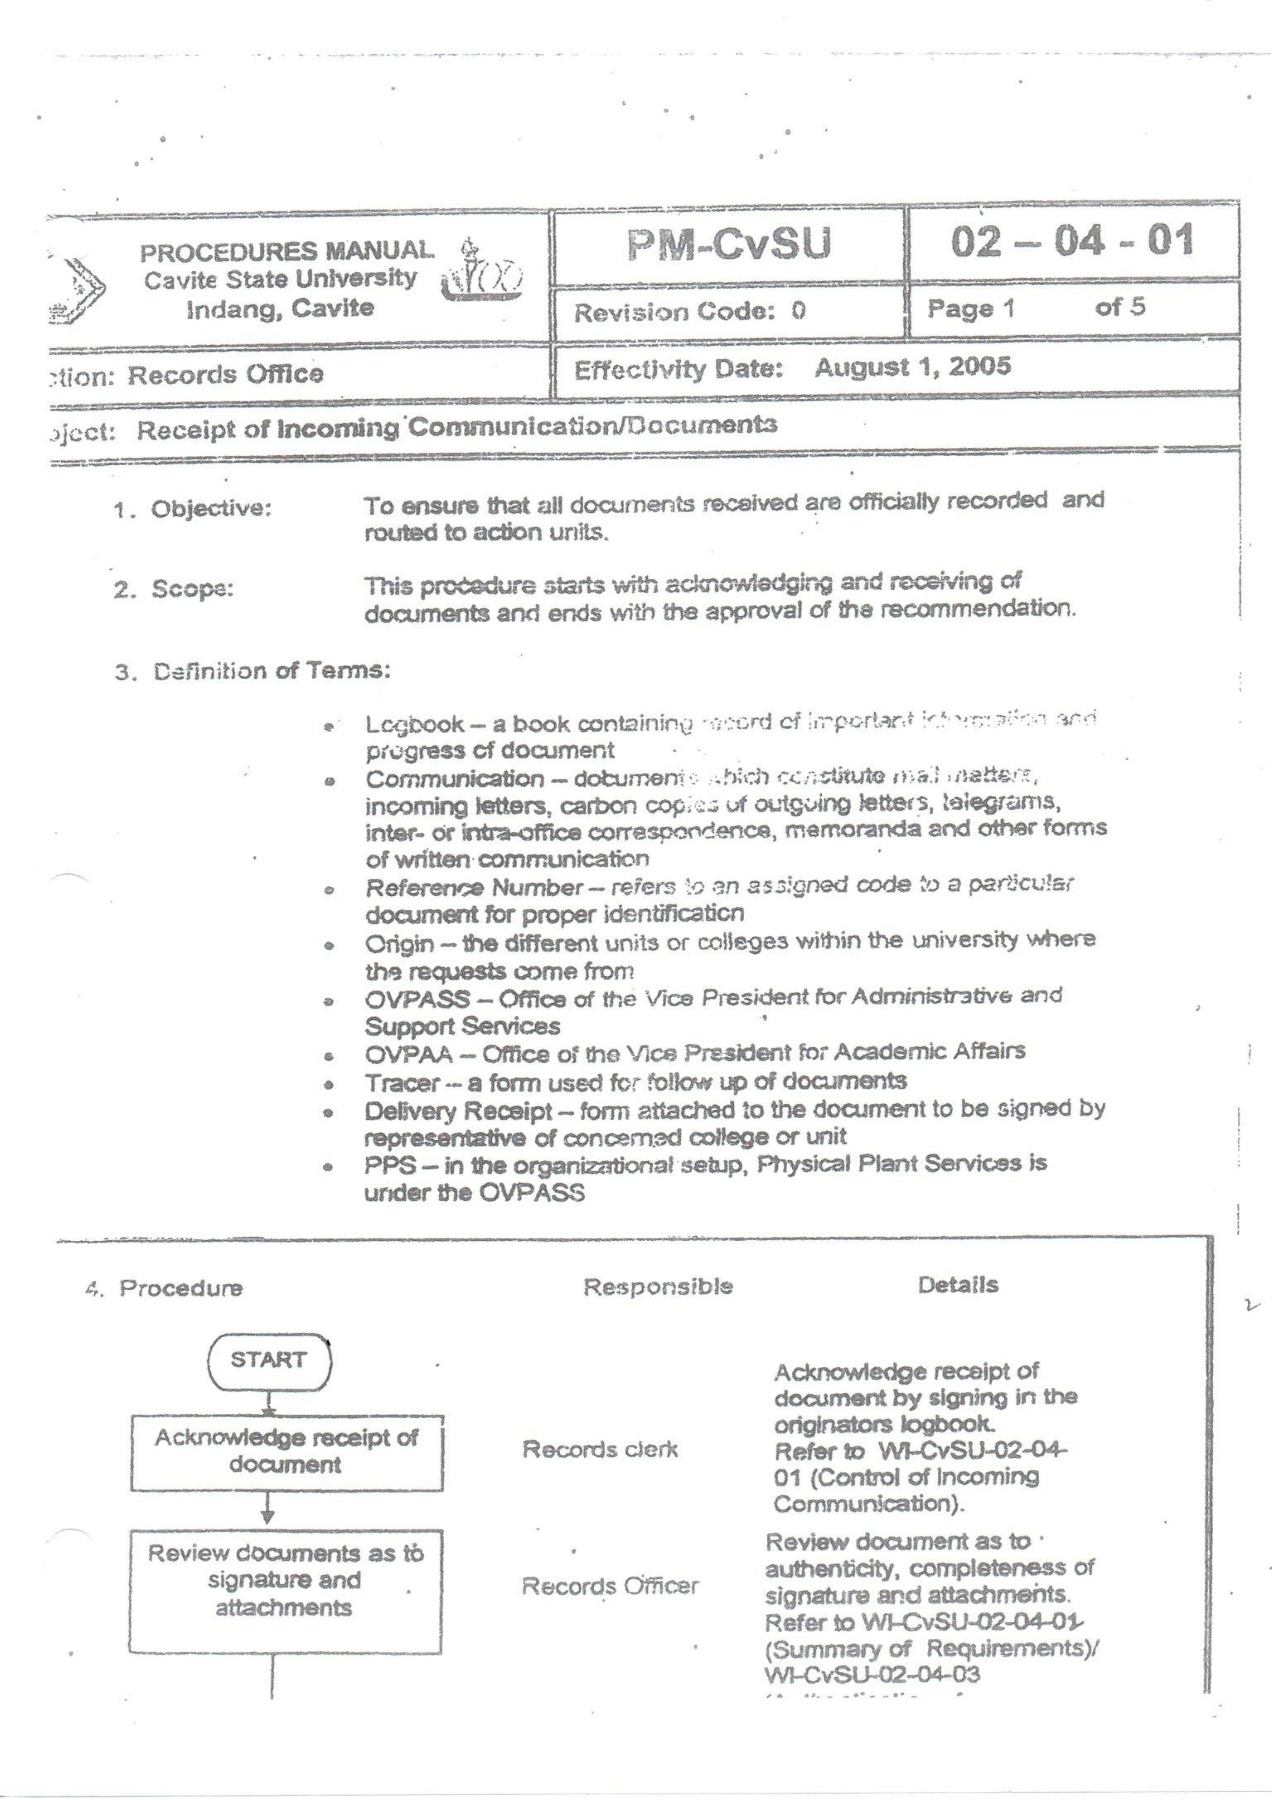 PROCEDURES MANUAL
Cavite State University
Indang, Cavite
PM-CvSU
02 – 04 - 01
Revision Code: 0
Page 1 of 5
ction: Records Office
Effectivity Date: August 1, 2005
bject: Receipt of Incoming Communication/Documents
1. Objective: To ensure that all documents received are officially recorded and
routed to action units.
2. Scope: This procedure starts with acknowledging and receiving of
documents and ends with the approval of the recommendation.
3. Definition of Terms:
• Logbook – a book containing record of important information and
progress of document
• Communication – documents which constitute mail matters,
incoming letters, carbon copies of outgoing letters, telegrams,
inter- or intra-office correspondence, memoranda and other forms
of written communication
• Reference Number – refers to an assigned code to a particular
document for proper identification
• Origin – the different units or colleges within the university where
the requests come from
• OVPASS – Office of the Vice President for Administrative and
Support Services
• OVPAA – Office of the Vice President for Academic Affairs
• Tracer – a form used for follow up of documents
• Delivery Receipt – form attached to the document to be signed by
representative of concerned college or unit
• PPS – in the organizational setup, Physical Plant Services is
under the OVPASS
4. Procedure Responsible Details
START
Acknowledge receipt of
document
Records clerk
Acknowledge receipt of
document by signing in the
originators logbook.
Refer to WI-CvSU-02-04-
01 (Control of Incoming
Communication).
Review documents as to
signature and
attachments
Records Officer
Review document as to
authenticity, completeness of
signature and attachments.
Refer to WI-CvSU-02-04-02
(Summary of Requirements)/
WI-CvSU-02-04-03
2